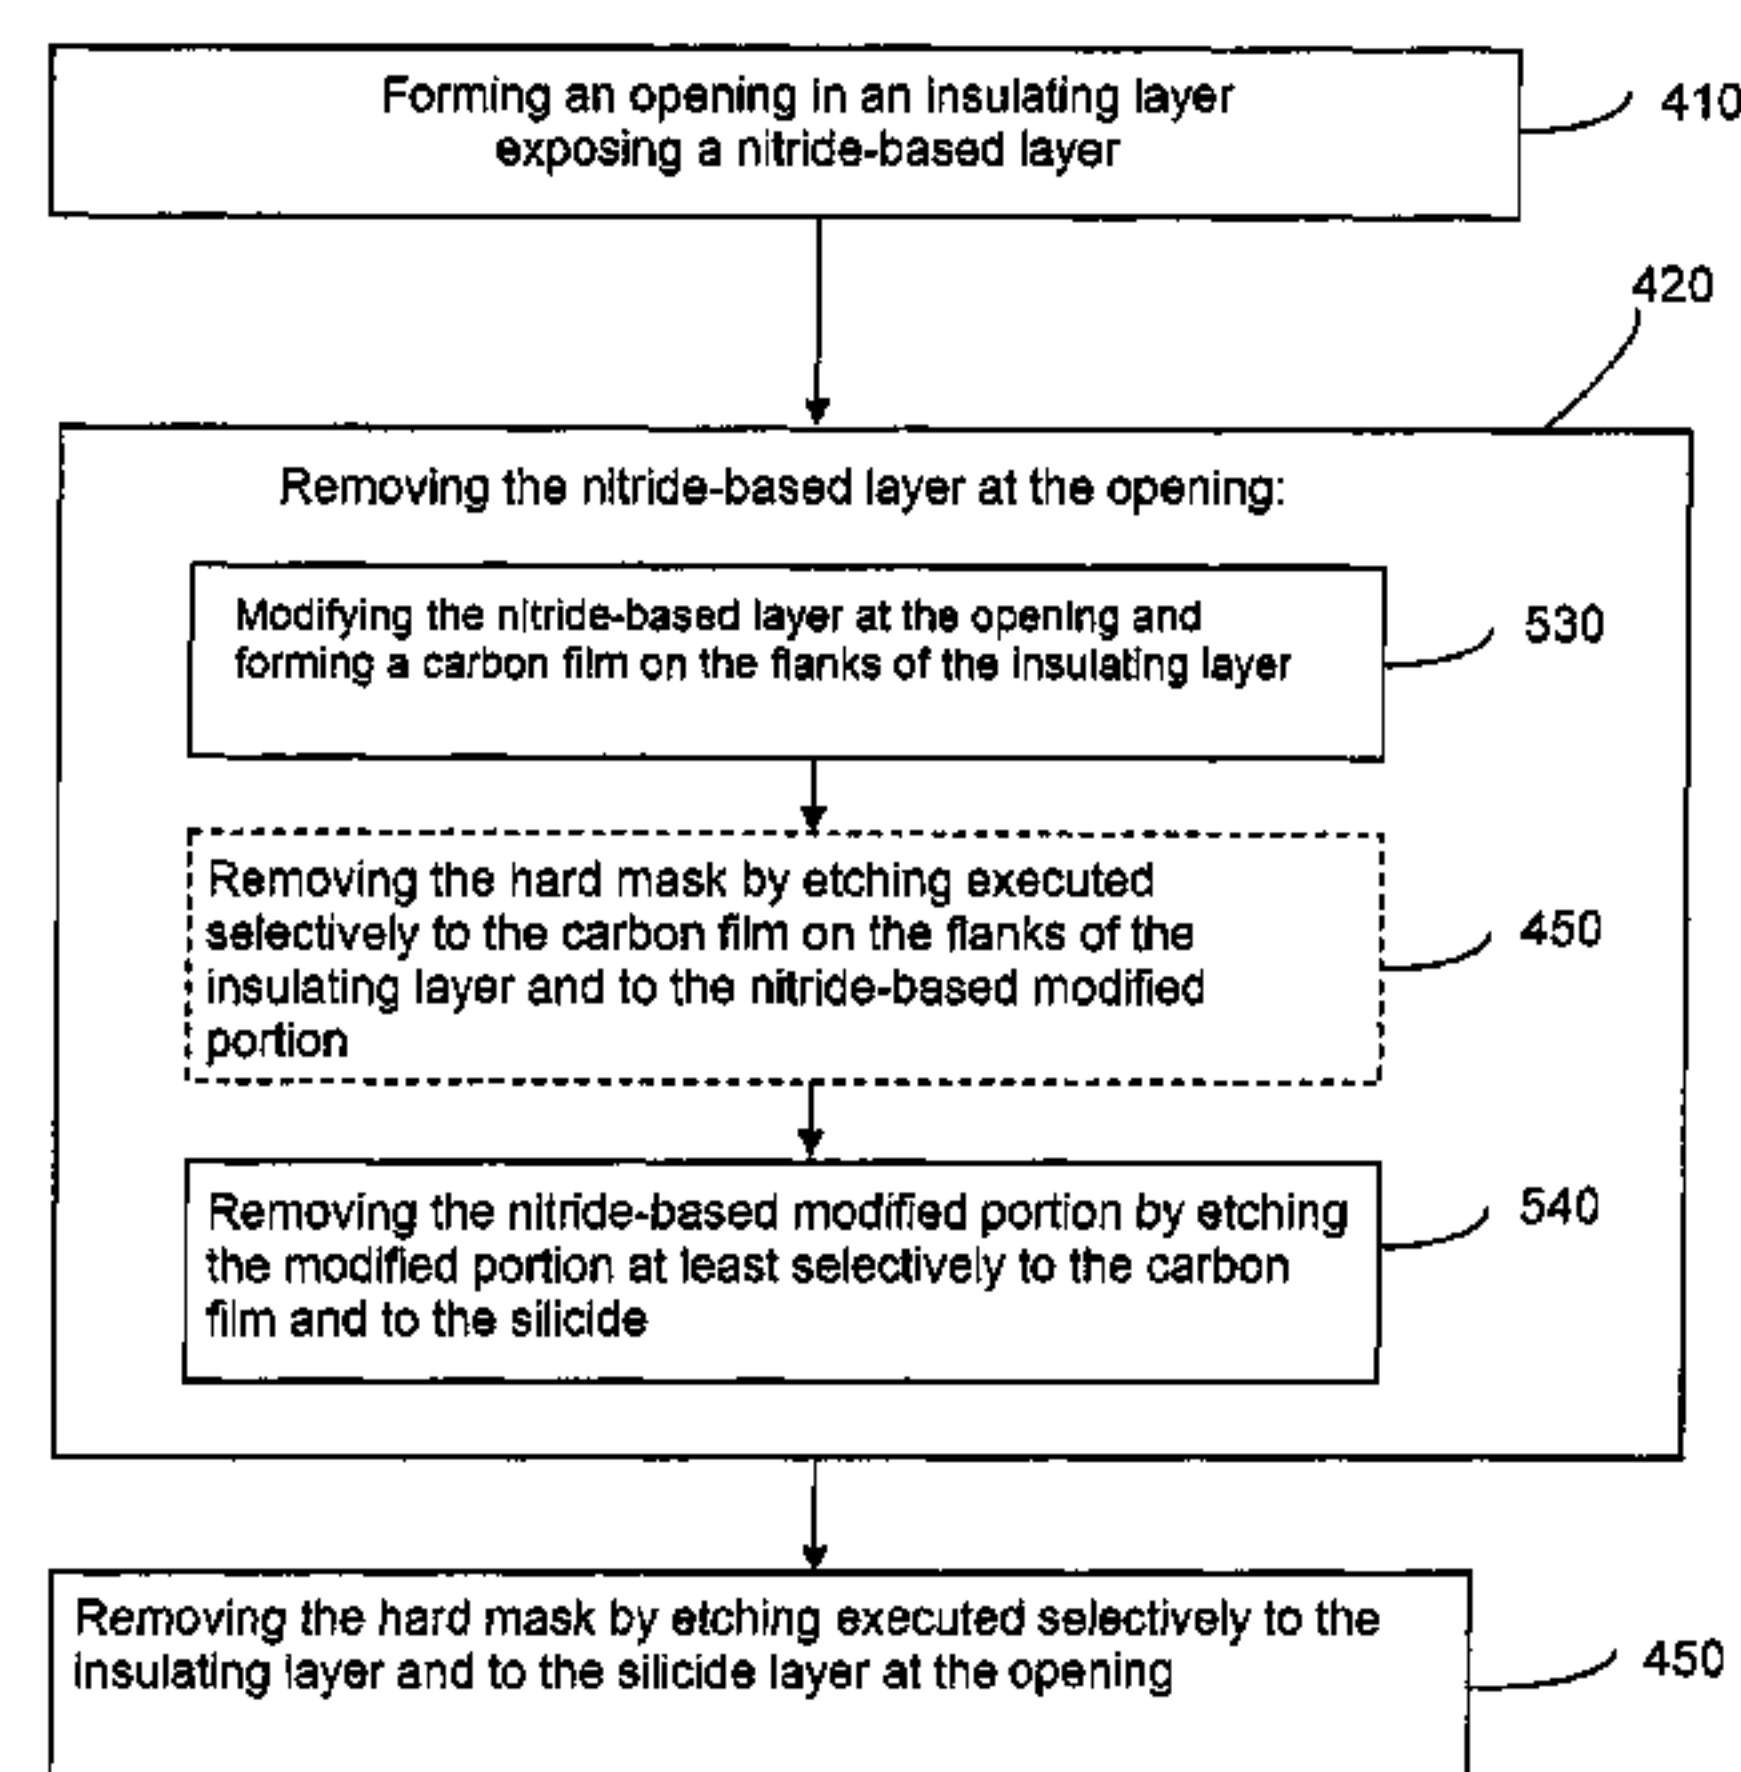 Forming an opening in an insulating layer
exposing a nitride-based layer
410
420
Removing the nitride-based layer at the opening:
Modifying the nitride-based layer at the opening and
forming a carbon film on the flanks of the insulating layer
530
Removing the hard mask by etching executed
selectively to the carbon film on the flanks of the
insulating layer and to the nitride-based modified
portion
450
Removing the nitride-based modified portion by etching
the modified portion at least selectively to the carbon
film and to the silicide
540
Removing the hard mask by etching executed selectively to the
insulating layer and to the silicide layer at the opening
450